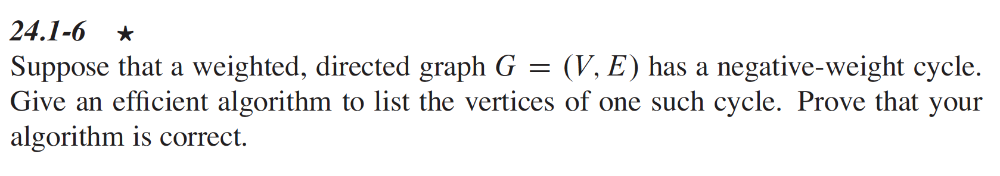 24.1-6 ★
Suppose that a weighted, directed graph G = (V, E) has a negative-weight cycle.
Give an efficient algorithm to list the vertices of one such cycle. Prove that your
algorithm is correct.